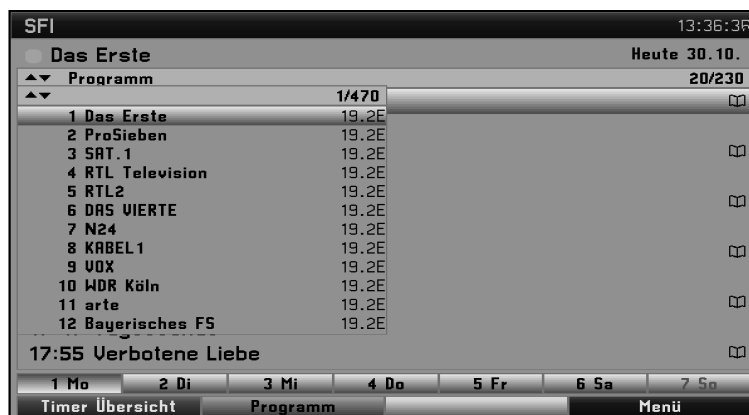 SFI 13:36:36
Das Erste Heute 30.10.
Programm 20/230
1/470
1 Das Erste 19.2E
2 ProSieben 19.2E
3 SAT.1 19.2E
4 RTL Television 19.2E
5 RTL2 19.2E
6 DAS VIERTE 19.2E
7 N24 19.2E
8 KABEL1 19.2E
9 VOX 19.2E
10 WDR Köln 19.2E
11 arte 19.2E
12 Bayerisches FS 19.2E
17:55 Verbotene Liebe
1 Mo 2 Di 3 Mi 4 Do 5 Fr 6 Sa 7 So
Timer Übersicht Programm Menü